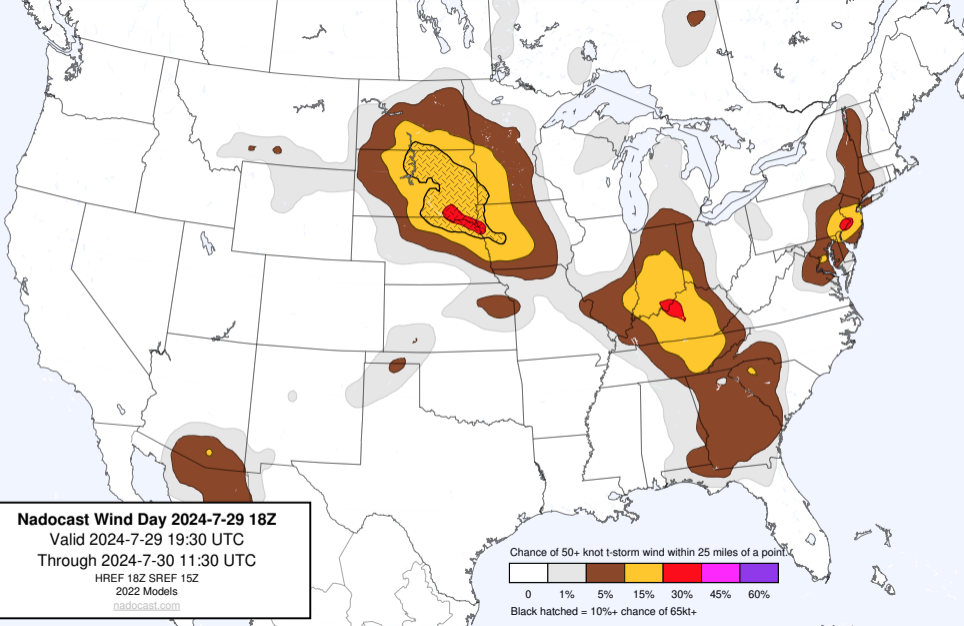 Nadocast Wind Day 2024-7-29 18Z
Valid 2024-7-29 19:30 UTC
Through 2024-7-30 11:30 UTC
HREF 18Z SREF 15Z
2022 Models
nadocast.com
Chance of 50+ knot t-storm wind within 25 miles of a point.
0 1% 5% 15% 30% 45% 60%
Black hatched = 10%+ chance of 65kt+